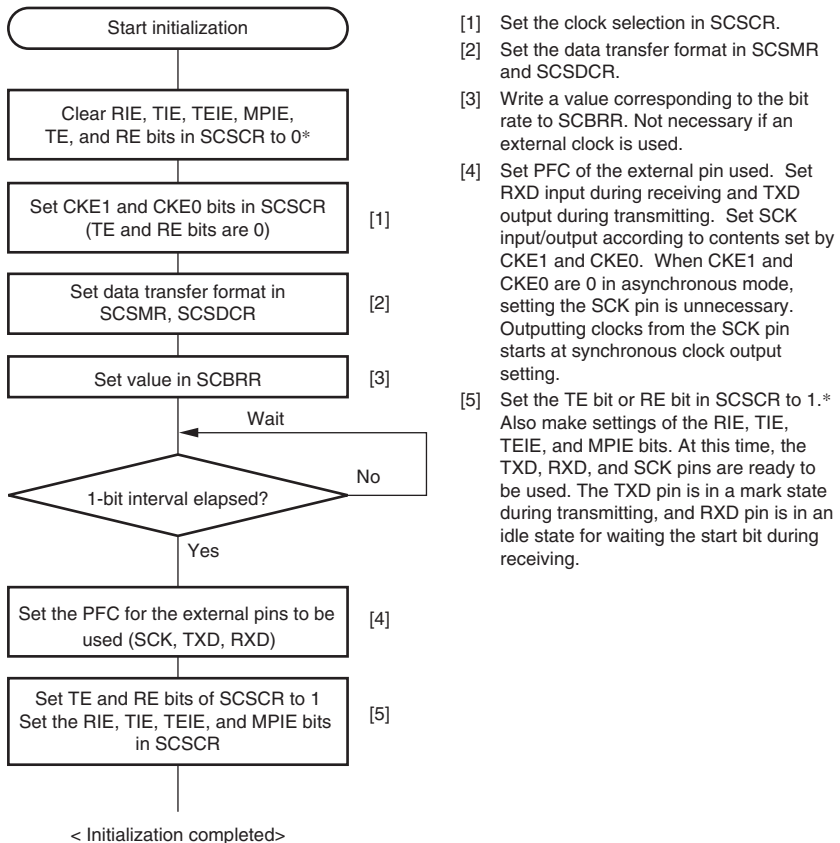 Start initialization
Clear RIE, TIE, TEIE, MPIE,
TE, and RE bits in SCSCR to 0*
Set CKE1 and CKE0 bits in SCSCR
(TE and RE bits are 0)
[1]
Set data transfer format in
SCSMR, SCSDCR
[2]
Set value in SCBRR
[3]
Wait
1-bit interval elapsed?
No
Yes
Set the PFC for the external pins to be
used (SCK, TXD, RXD)
[4]
Set TE and RE bits of SCSCR to 1
Set the RIE, TIE, TEIE, and MPIE bits
in SCSCR
[5]
< Initialization completed>
[1] Set the clock selection in SCSCR.
[2] Set the data transfer format in SCSMR
and SCSDCR.
[3] Write a value corresponding to the bit
rate to SCBRR. Not necessary if an
external clock is used.
[4] Set PFC of the external pin used. Set
RXD input during receiving and TXD
output during transmitting. Set SCK
input/output according to contents set by
CKE1 and CKE0. When CKE1 and
CKE0 are 0 in asynchronous mode,
setting the SCK pin is unnecessary.
Outputting clocks from the SCK pin
starts at synchronous clock output
setting.
[5] Set the TE bit or RE bit in SCSCR to 1.*
Also make settings of the RIE, TIE,
TEIE, and MPIE bits. At this time, the
TXD, RXD, and SCK pins are ready to
be used. The TXD pin is in a mark state
during transmitting, and RXD pin is in an
idle state for waiting the start bit during
receiving.